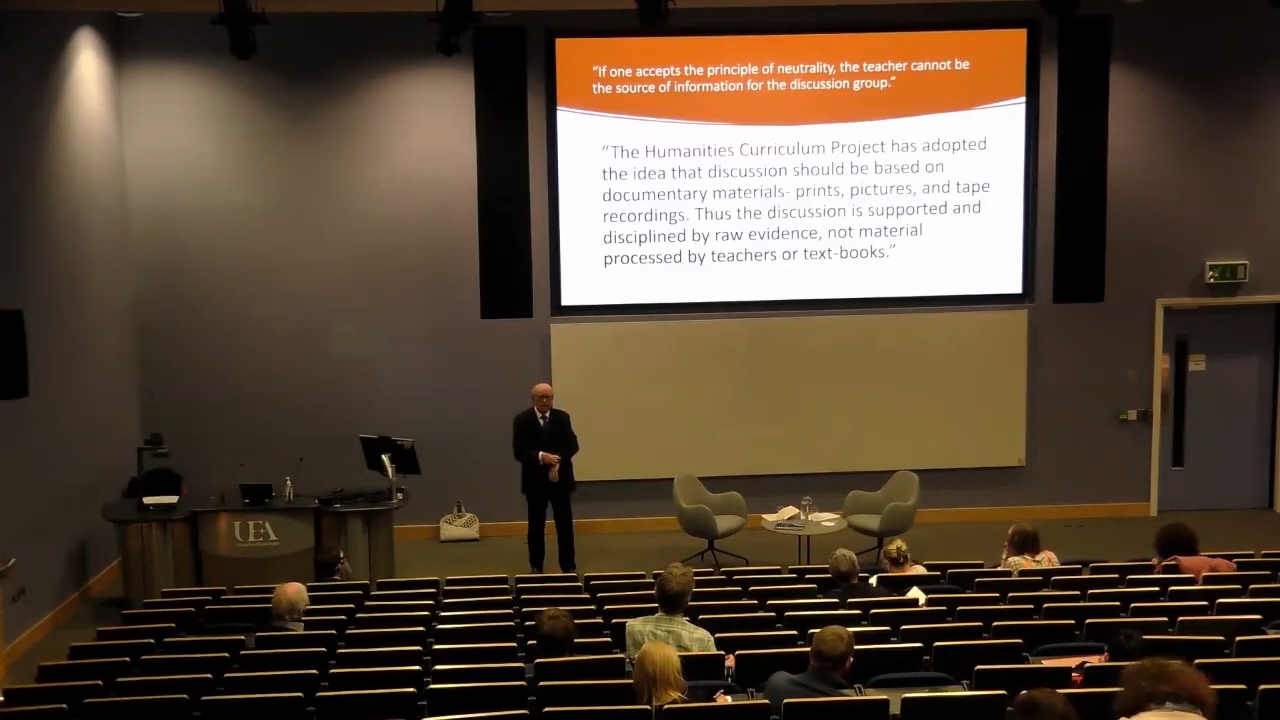 “If one accepts the principle of neutrality, the teacher cannot be
the source of information for the discussion group.”
“The Humanities Curriculum Project has adopted
the idea that discussion should be based on
documentary materials- prints, pictures, and tape
recordings. Thus the discussion is supported and
disciplined by raw evidence, not material
processed by teachers or text-books.”
UEA